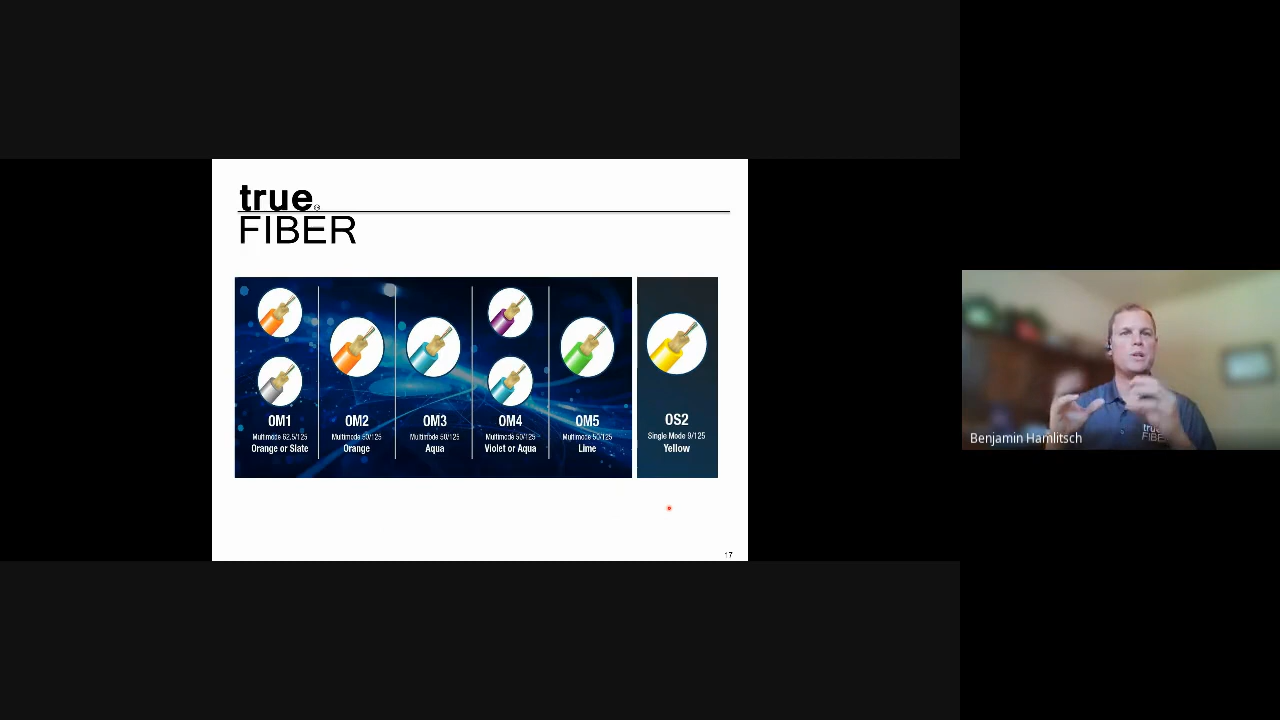 true®
FIBER
OM1
Multimode 62.5/125
Orange or Slate
OM2
Multimode 50/125
Orange
OM3
Multimode 50/125
Aqua
OM4
Multimode 50/125
Violet or Aqua
OM5
Multimode 50/125
Lime
OS2
Single Mode 9/125
Yellow
17
true
FIBE
Benjamin Hamlitsch